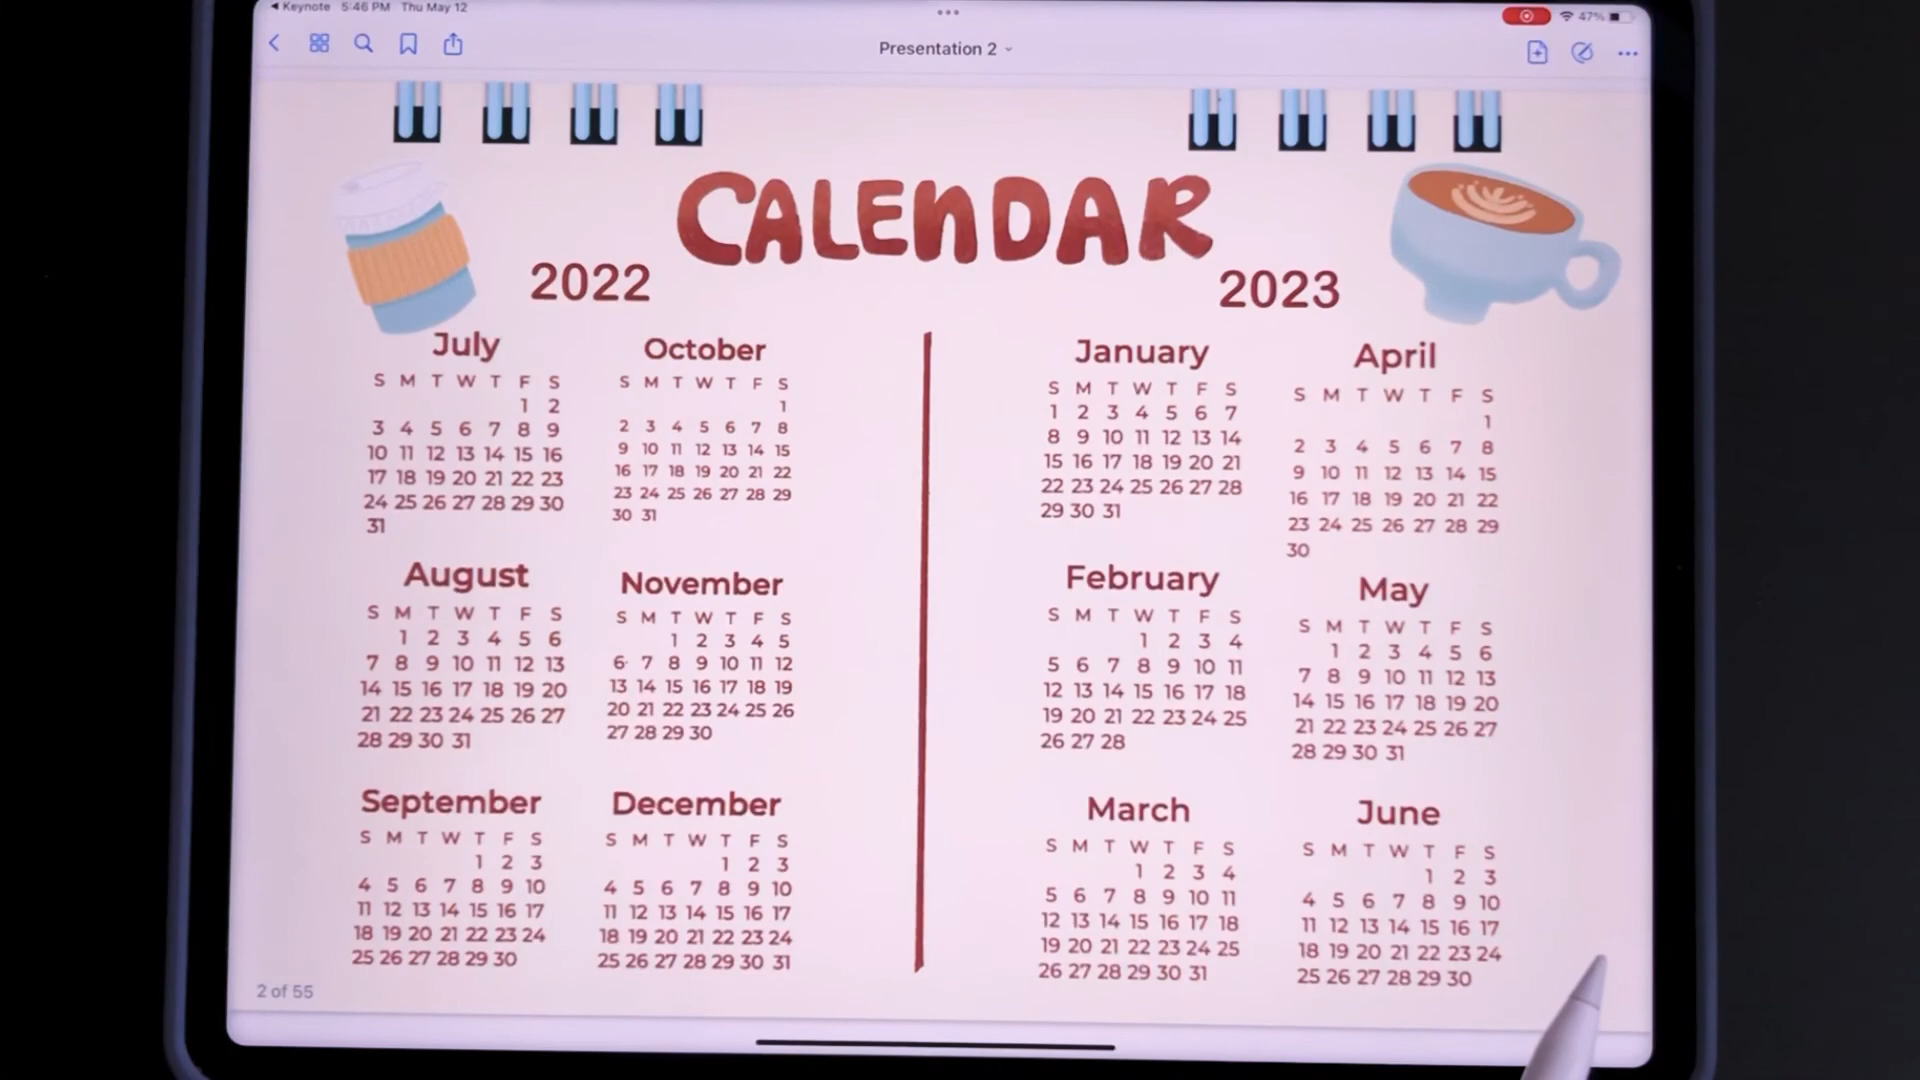 ◀ Keynote 5:46 PM Thu May 12
47%
Presentation 2
CALENDAR
2022
2023
July
S M T W T F S
1 2
3 4 5 6 7 8 9
10 11 12 13 14 15 16
17 18 19 20 21 22 23
24 25 26 27 28 29 30
31
October
S M T W T F S
1
2 3 4 5 6 7 8
9 10 11 12 13 14 15
16 17 18 19 20 21 22
23 24 25 26 27 28 29
30 31
August
S M T W T F S
1 2 3 4 5 6
7 8 9 10 11 12 13
14 15 16 17 18 19 20
21 22 23 24 25 26 27
28 29 30 31
November
S M T W T F S
1 2 3 4 5
6 7 8 9 10 11 12
13 14 15 16 17 18 19
20 21 22 23 24 25 26
27 28 29 30
September
S M T W T F S
1 2 3
4 5 6 7 8 9 10
11 12 13 14 15 16 17
18 19 20 21 22 23 24
25 26 27 28 29 30
December
S M T W T F S
1 2 3
4 5 6 7 8 9 10
11 12 13 14 15 16 17
18 19 20 21 22 23 24
25 26 27 28 29 30 31
January
S M T W T F S
1 2 3 4 5 6 7
8 9 10 11 12 13 14
15 16 17 18 19 20 21
22 23 24 25 26 27 28
29 30 31
April
S M T W T F S
1
2 3 4 5 6 7 8
9 10 11 12 13 14 15
16 17 18 19 20 21 22
23 24 25 26 27 28 29
30
February
S M T W T F S
1 2 3 4
5 6 7 8 9 10 11
12 13 14 15 16 17 18
19 20 21 22 23 24 25
26 27 28
May
S M T W T F S
1 2 3 4 5 6
7 8 9 10 11 12 13
14 15 16 17 18 19 20
21 22 23 24 25 26 27
28 29 30 31
March
S M T W T F S
1 2 3 4
5 6 7 8 9 10 11
12 13 14 15 16 17 18
19 20 21 22 23 24 25
26 27 28 29 30 31
June
S M T W T F S
1 2 3
4 5 6 7 8 9 10
11 12 13 14 15 16 17
18 19 20 21 22 23 24
25 26 27 28 29 30
2 of 55